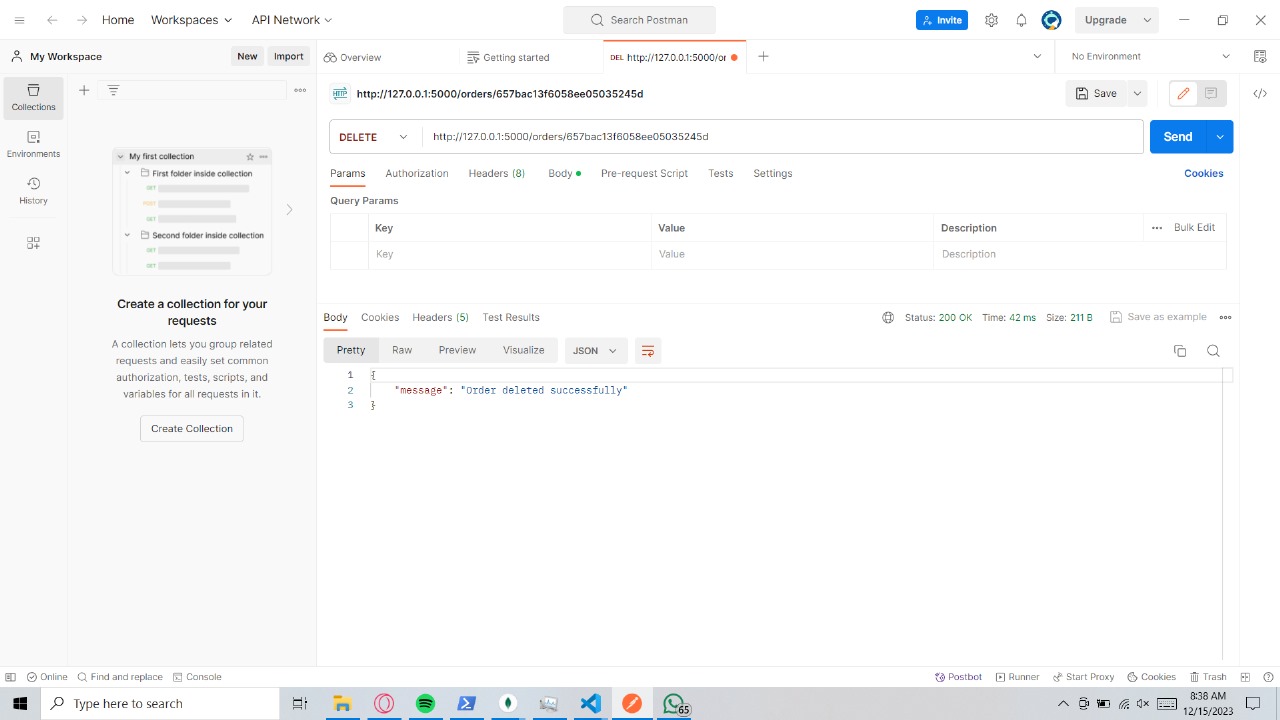 Home
Workspaces
API Network
Search Postman
Invite
Upgrade
My Workspace
New
Import
Overview
Getting started
DEL http://127.0.0.1:5000/or
No Environment
Collections
Environments
History
HTTP http://127.0.0.1:5000/orders/657bac13f6058ee05035245d
Save
DELETE
http://127.0.0.1:5000/orders/657bac13f6058ee05035245d
Send
Params
Authorization
Headers (8)
Body
Pre-request Script
Tests
Settings
Cookies
Query Params
Key
Value
Description
Bulk Edit
Key
Value
Description
My first collection
First folder inside collection
GET
POST
GET
Second folder inside collection
GET
GET
Create a collection for your
requests
A collection lets you group related
requests and easily set common
authorization, tests, scripts, and
variables for all requests in it.
Create Collection
Body
Cookies
Headers (5)
Test Results
Status: 200 OK
Time: 42 ms
Size: 211 B
Save as example
Pretty
Raw
Preview
Visualize
JSON
1 {
2 "message": "Order deleted successfully"
3 }
Online
Find and replace
Console
Postbot
Runner
Start Proxy
Cookies
Trash
Type here to search
65
8:38 AM
12/15/2023